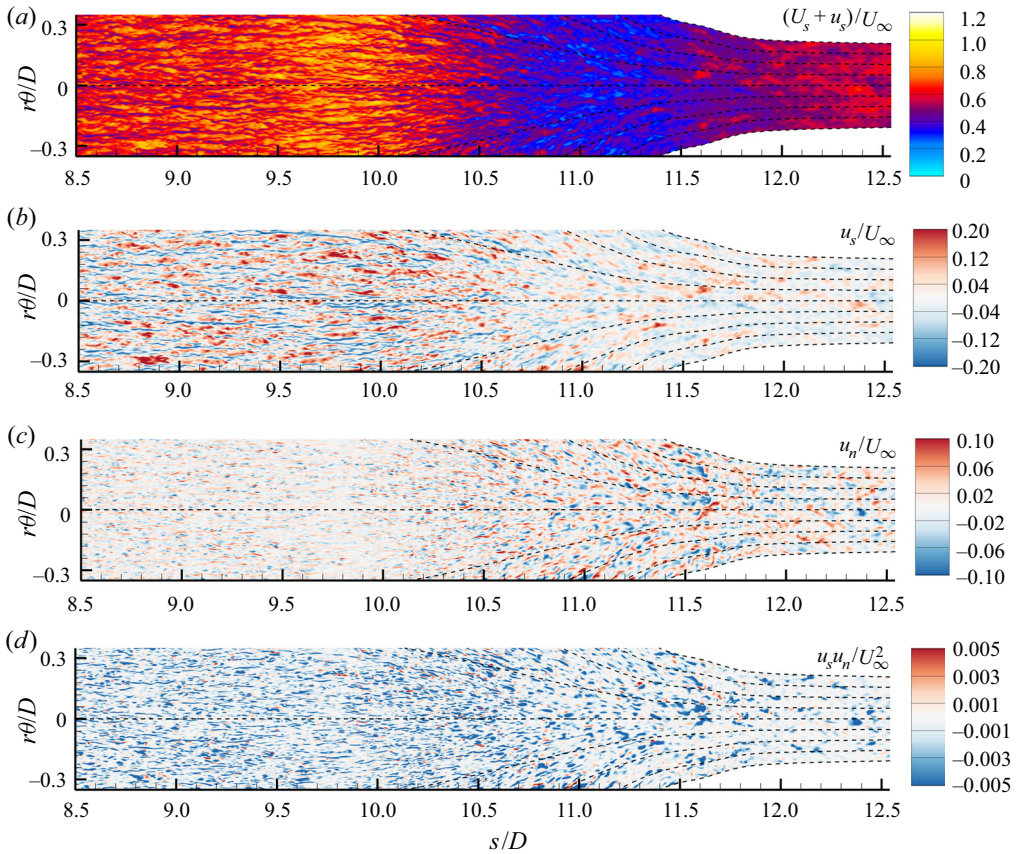 (a)
(U_s + u_s)/U_∞
rθ/D
0.3
0
−0.3
8.5 9.0 9.5 10.0 10.5 11.0 11.5 12.0 12.5
1.2
1.0
0.8
0.6
0.4
0.2
0
(b)
u_s/U_∞
rθ/D
0.3
0
−0.3
8.5 9.0 9.5 10.0 10.5 11.0 11.5 12.0 12.5
0.20
0.12
0.04
−0.04
−0.12
−0.20
(c)
u_n/U_∞
rθ/D
0.3
0
−0.3
8.5 9.0 9.5 10.0 10.5 11.0 11.5 12.0 12.5
0.10
0.06
0.02
−0.02
−0.06
−0.10
(d)
u_s u_n/U_∞^2
rθ/D
0.3
0
−0.3
8.5 9.0 9.5 10.0 10.5 11.0 11.5 12.0 12.5
s/D
0.005
0.003
0.001
−0.001
−0.003
−0.005